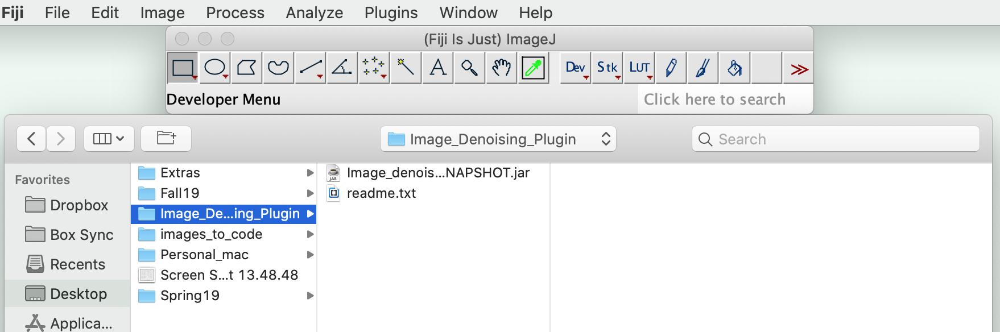 Fiji File Edit Image Process Analyze Plugins Window Help
(Fiji Is Just) ImageJ
A Dev Stk LUT >>
Developer Menu Click here to search
Image_Denoising_Plugin Search
Favorites
Dropbox
Box Sync
Recents
Desktop
Applica...
Extras
Fall19
Image_De...ing_Plugin
images_to_code
Personal_mac
Screen S...t 13.48.48
Spring19
JAR Image_denois...NAPSHOT.jar
readme.txt